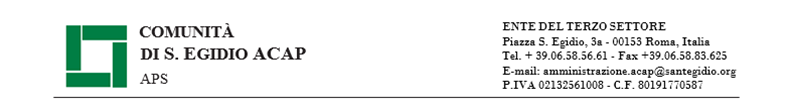 COMUNITÀ
DI S. EGIDIO ACAP
APS
ENTE DEL TERZO SETTORE
Piazza S. Egidio, 3a - 00153 Roma, Italia
Tel. + 39.06.58.56.61 - Fax +39.06.58.83.625
E-mail: amministrazione.acap@santegidio.org
P.IVA 02132561008 - C.F. 80191770587